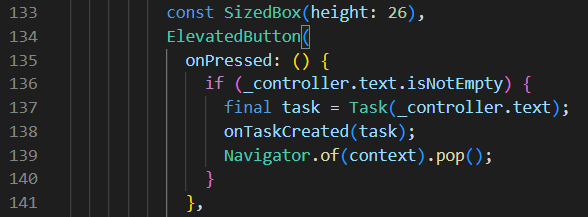 133 const SizedBox(height: 26),
134 ElevatedButton(
135 onPressed: () {
136 if (_controller.text.isNotEmpty) {
137 final task = Task(_controller.text);
138 onTaskCreated(task);
139 Navigator.of(context).pop();
140 }
141 },